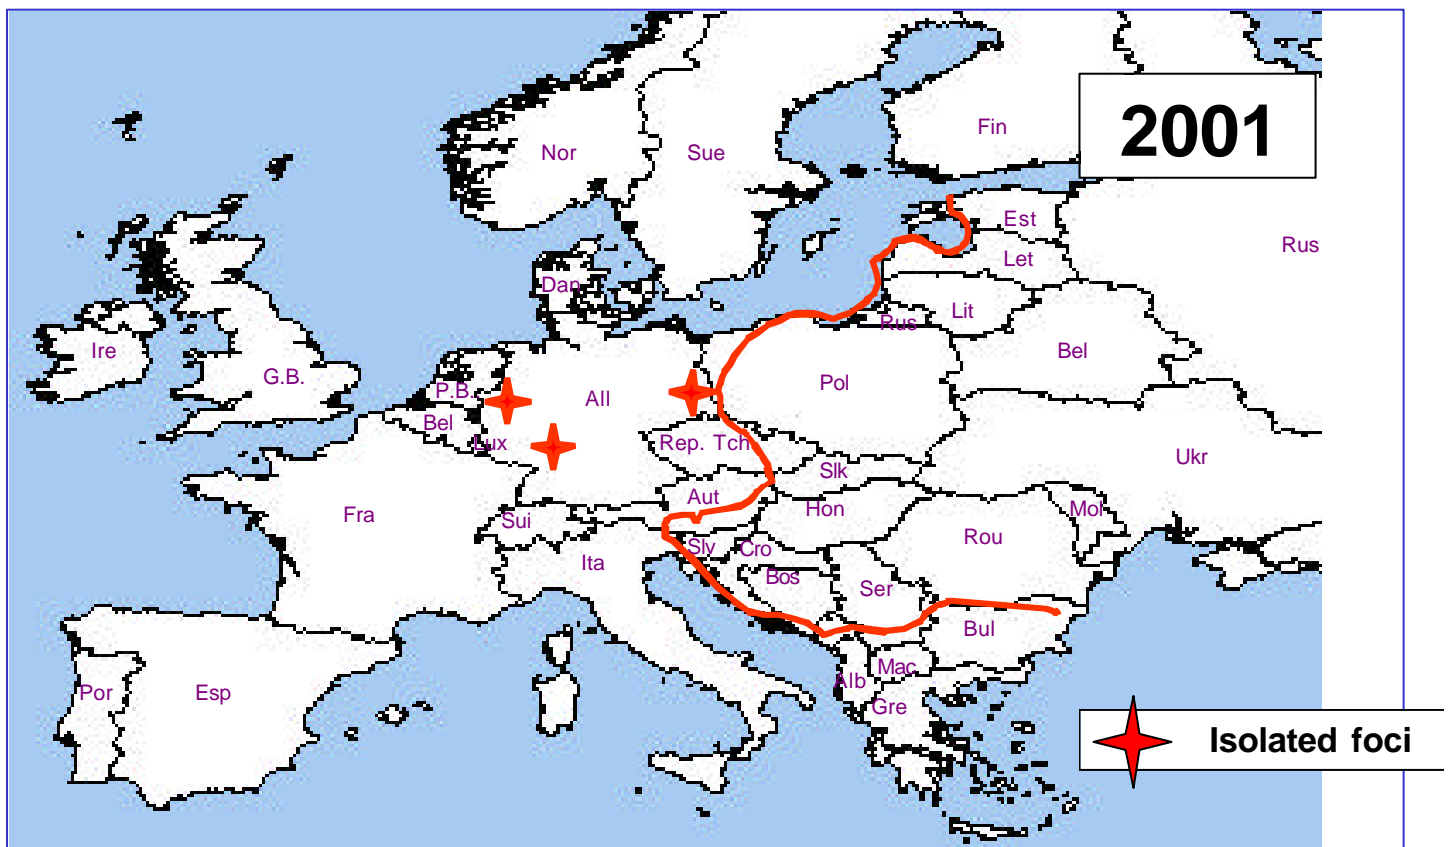 2001
Fin
Nor
Sue
Est
Rus
Let
Dan
Lit
Rus
Ire
Bel
G.B.
P.B.
All
Pol
Bel
Lux
Rep. Tch
Slk
Ukr
Aut
Hon
Mol
Fra
Sui
Rou
Slv
Cro
Ita
Bos
Ser
Bul
Mac
Alb
Por
Esp
Gre
Isolated foci